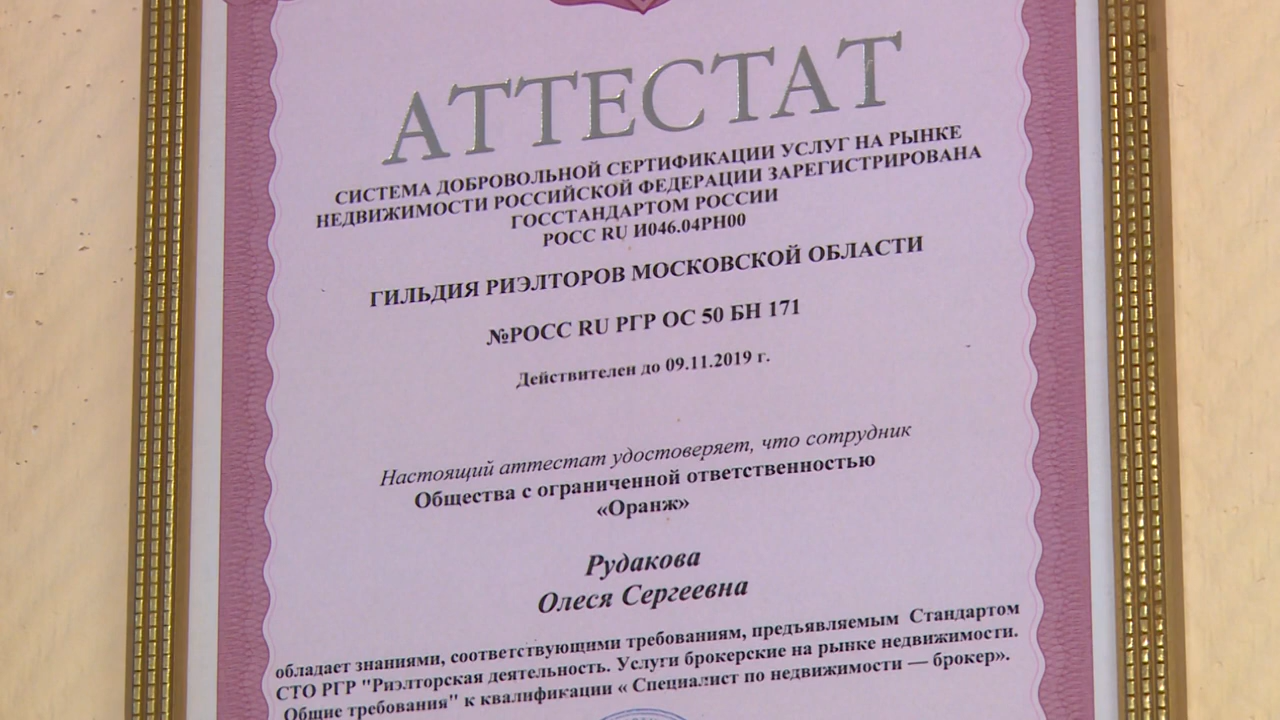 АТТЕСТАТ
СИСТЕМА ДОБРОВОЛЬНОЙ СЕРТИФИКАЦИИ УСЛУГ НА РЫНКЕ
НЕДВИЖИМОСТИ РОССИЙСКОЙ ФЕДЕРАЦИИ ЗАРЕГИСТРИРОВАНА
ГОССТАНДАРТОМ РОССИИ
РОСС RU И046.04РН00
ГИЛЬДИЯ РИЭЛТОРОВ МОСКОВСКОЙ ОБЛАСТИ
№РОСС RU РГР ОС 50 БН 171
Действителен до 09.11.2019 г.
Настоящий аттестат удостоверяет, что сотрудник
Общества с ограниченной ответственностью
«Оранж»
Рудакова
Олеся Сергеевна
обладает знаниями, соответствующими требованиям, предъявляемым Стандартом
СТО РГР "Риэлторская деятельность. Услуги брокерские на рынке недвижимости.
Общие требования" к квалификации « Специалист по недвижимости — брокер».